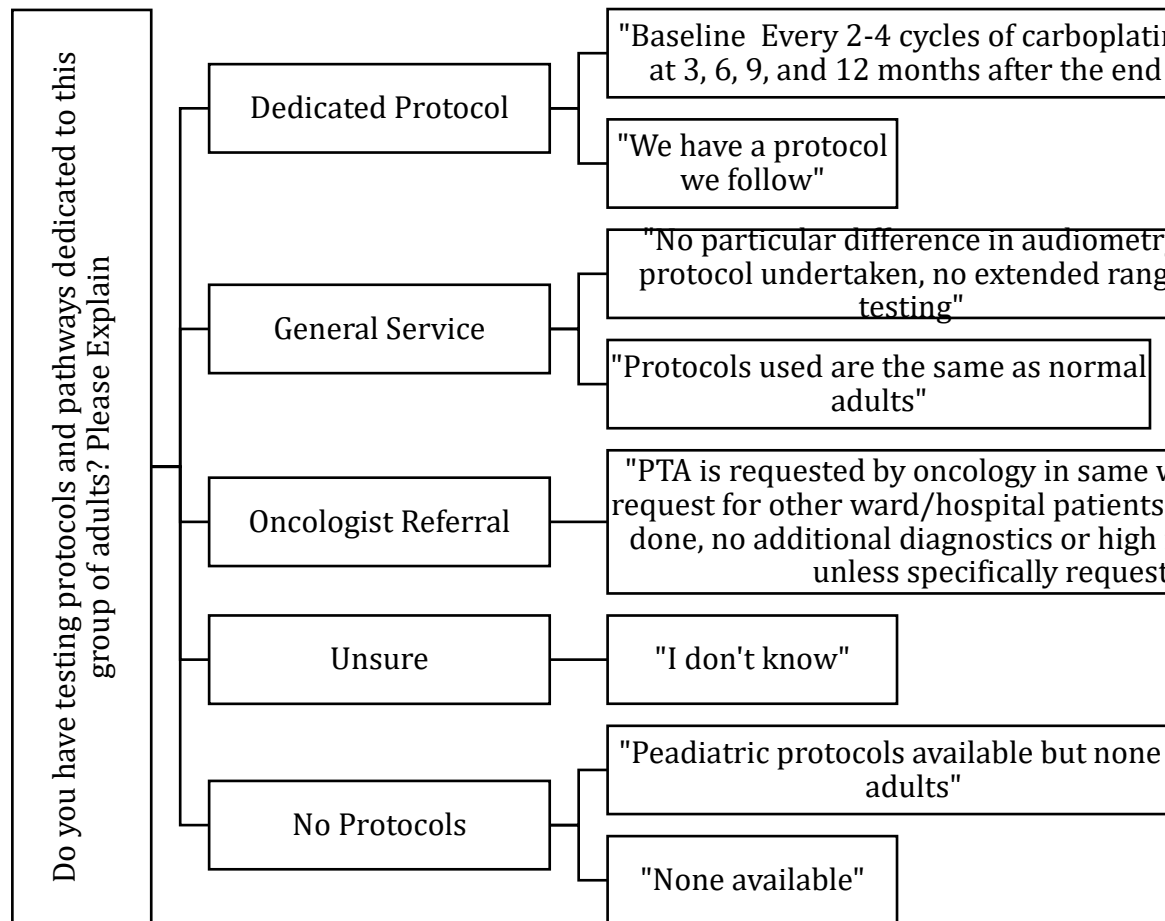 Do you have testing protocols and pathways dedicated to this
group of adults? Please Explain
Dedicated Protocol
"Baseline Every 2-4 cycles of carboplatin
at 3, 6, 9, and 12 months after the end
"We have a protocol
we follow"
General Service
"No particular difference in audiometry
protocol undertaken, no extended rang
testing"
"Protocols used are the same as normal
adults"
Oncologist Referral
"PTA is requested by oncology in same
request for other ward/hospital patients
done, no additional diagnostics or high
unless specifically request
Unsure
"I don't know"
No Protocols
"Peadiatric protocols available but none
adults"
"None available"